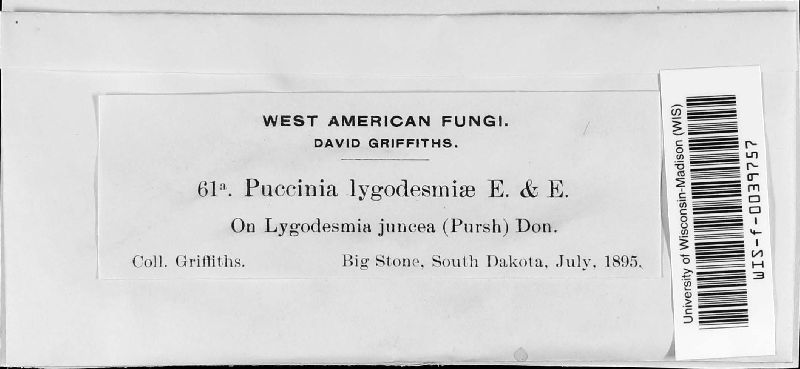 WEST AMERICAN FUNGI.
DAVID GRIFFITHS.
61ª. Puccinia lygodesmiæ E. & E.
On Lygodesmia juncea (Pursh) Don.
Coll. Griffiths. Big Stone, South Dakota, July, 1895.
University of Wisconsin-Madison (WIS)
WIS-f-0039757